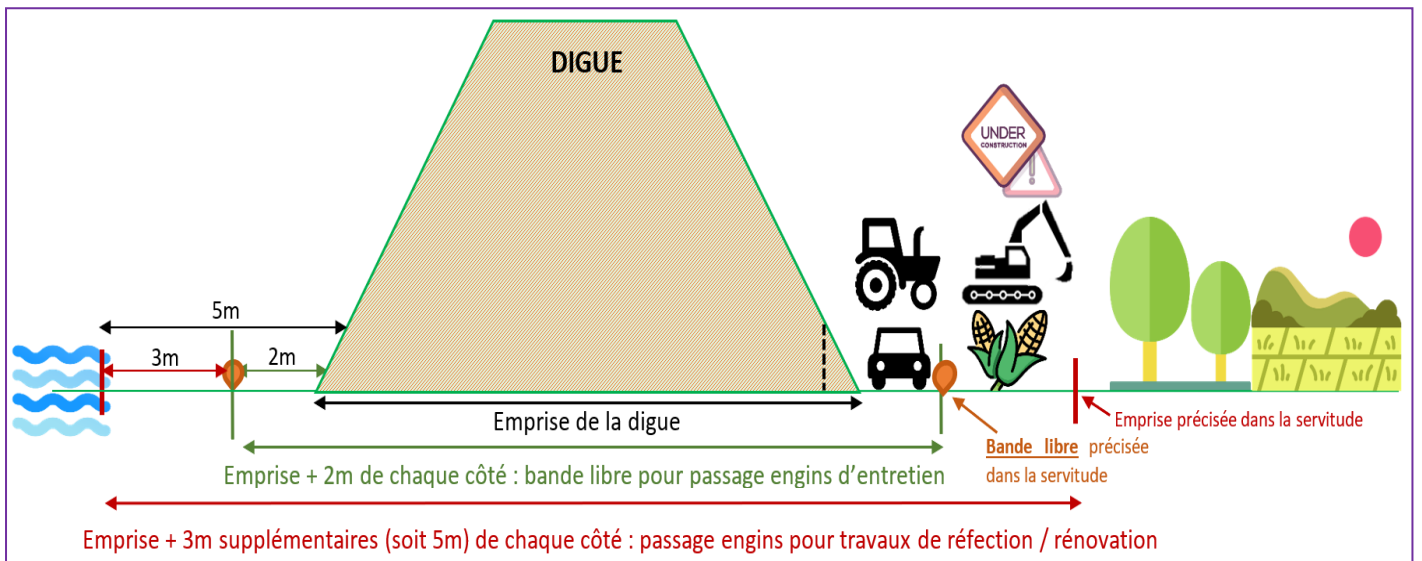 DIGUE
UNDER
CONSTRUCTION
!
5m
3m
2m
Emprise de la digue
Emprise précisée dans la servitude
Bande libre précisée
dans la servitude
Emprise + 2m de chaque côté : bande libre pour passage engins d'entretien
Emprise + 3m supplémentaires (soit 5m) de chaque côté : passage engins pour travaux de réfection / rénovation